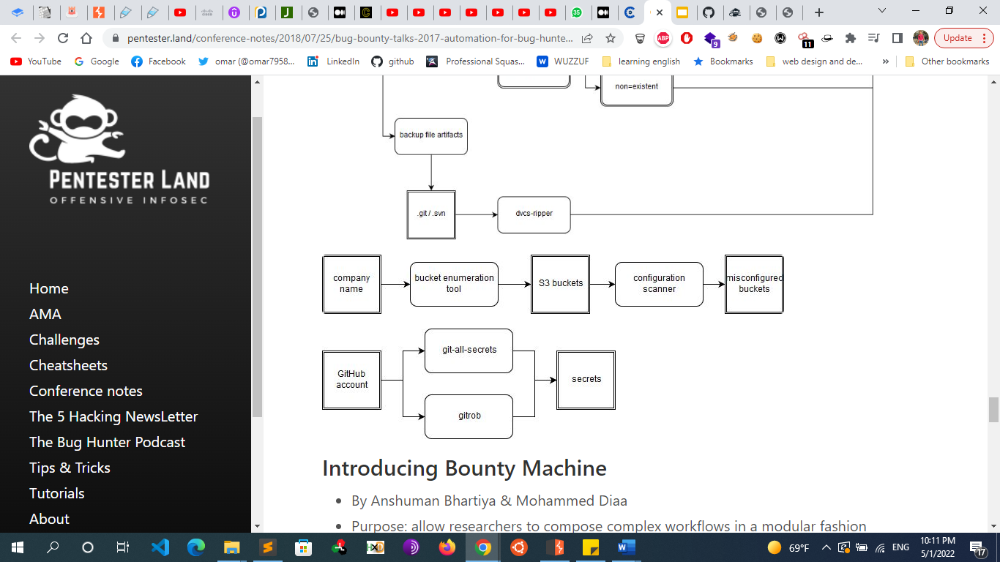 35
pentester.land/conference-notes/2018/07/25/bug-bounty-talks-2017-automation-for-bug-hunte...
ABP
9
11
Update
YouTube
Google
Facebook
omar (@omar7958...
LinkedIn
github
Professional Squas...
WUZZUF
learning english
Bookmarks
web design and de...
»
Other bookmarks
PENTESTER LAND
OFFENSIVE INFOSEC
Home
AMA
Challenges
Cheatsheets
Conference notes
The 5 Hacking NewsLetter
The Bug Hunter Podcast
Tips & Tricks
Tutorials
About
non=existent
backup file artifacts
.git / .svn
dvcs-ripper
company
name
bucket enumeration
tool
S3 buckets
configuration
scanner
misconfigured
buckets
GitHub
account
git-all-secrets
gitrob
secrets
Introducing Bounty Machine
• By Anshuman Bhartiya & Mohammed Diaa
• Purpose: allow researchers to compose complex workflows in a modular fashion
69°F
ENG
10:11 PM
5/1/2022
17